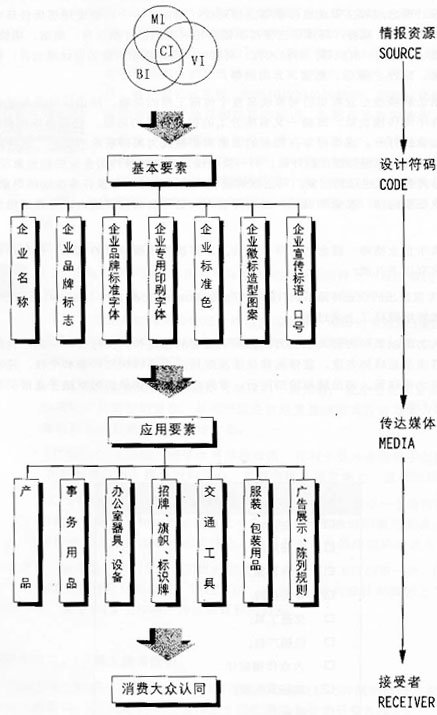 MI
CI
BI
VI
情报资源
SOURCE
基本要素
设计符码
CODE
企业名称
企业品牌标志
企业品牌标准字体
企业专用印刷字体
企业标准色
企业徽标造型图案
企业宣传标语、口号
应用要素
传达媒体
MEDIA
产品
事务用品
办公室器具、设备
招牌、旗帜、标识牌
交通工具
服装、包装用品
广告展示、陈列规则
消费大众认同
接受者
RECEIVER